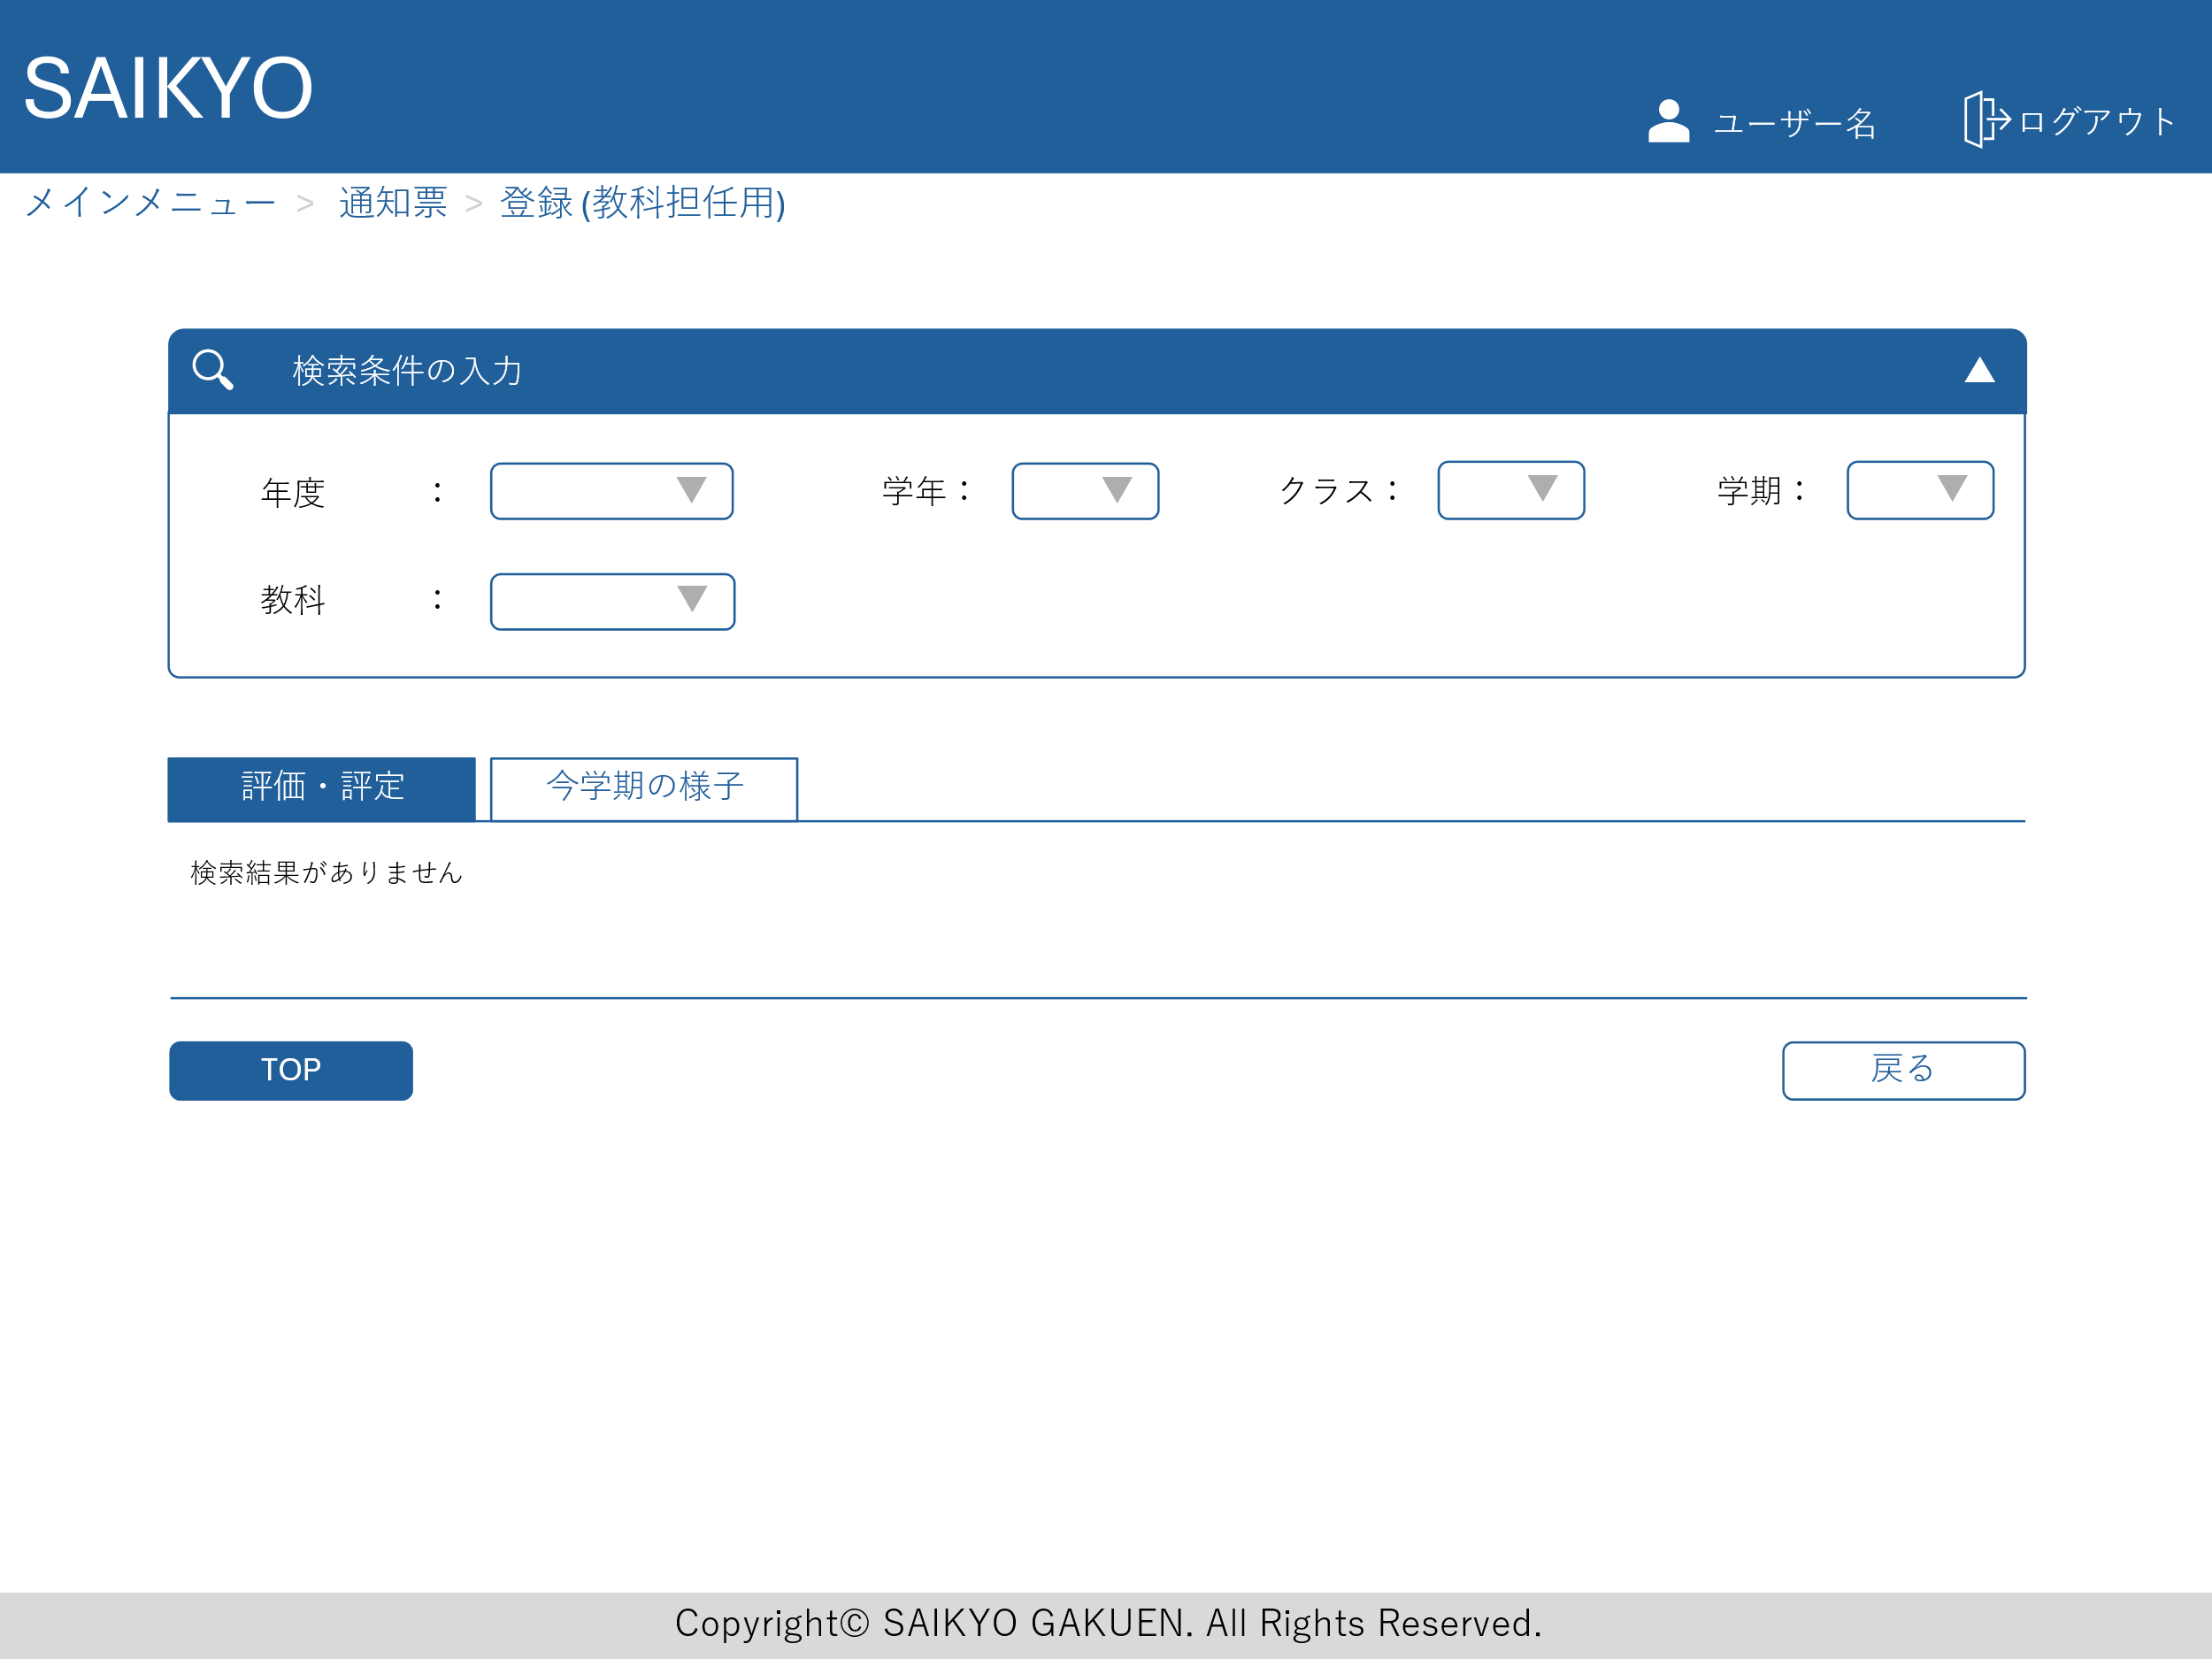 SAIKYO
ユーザー名 ログアウト
メインメニュー > 通知票 > 登録 (教科担任用)
検索条件の入力
年度 : 学年： クラス： 学期：
教科 :
評価・評定 今学期の様子
検索結果がありません
TOP 戻る
Copyright© SAIKYO GAKUEN. All Rights Reserved.